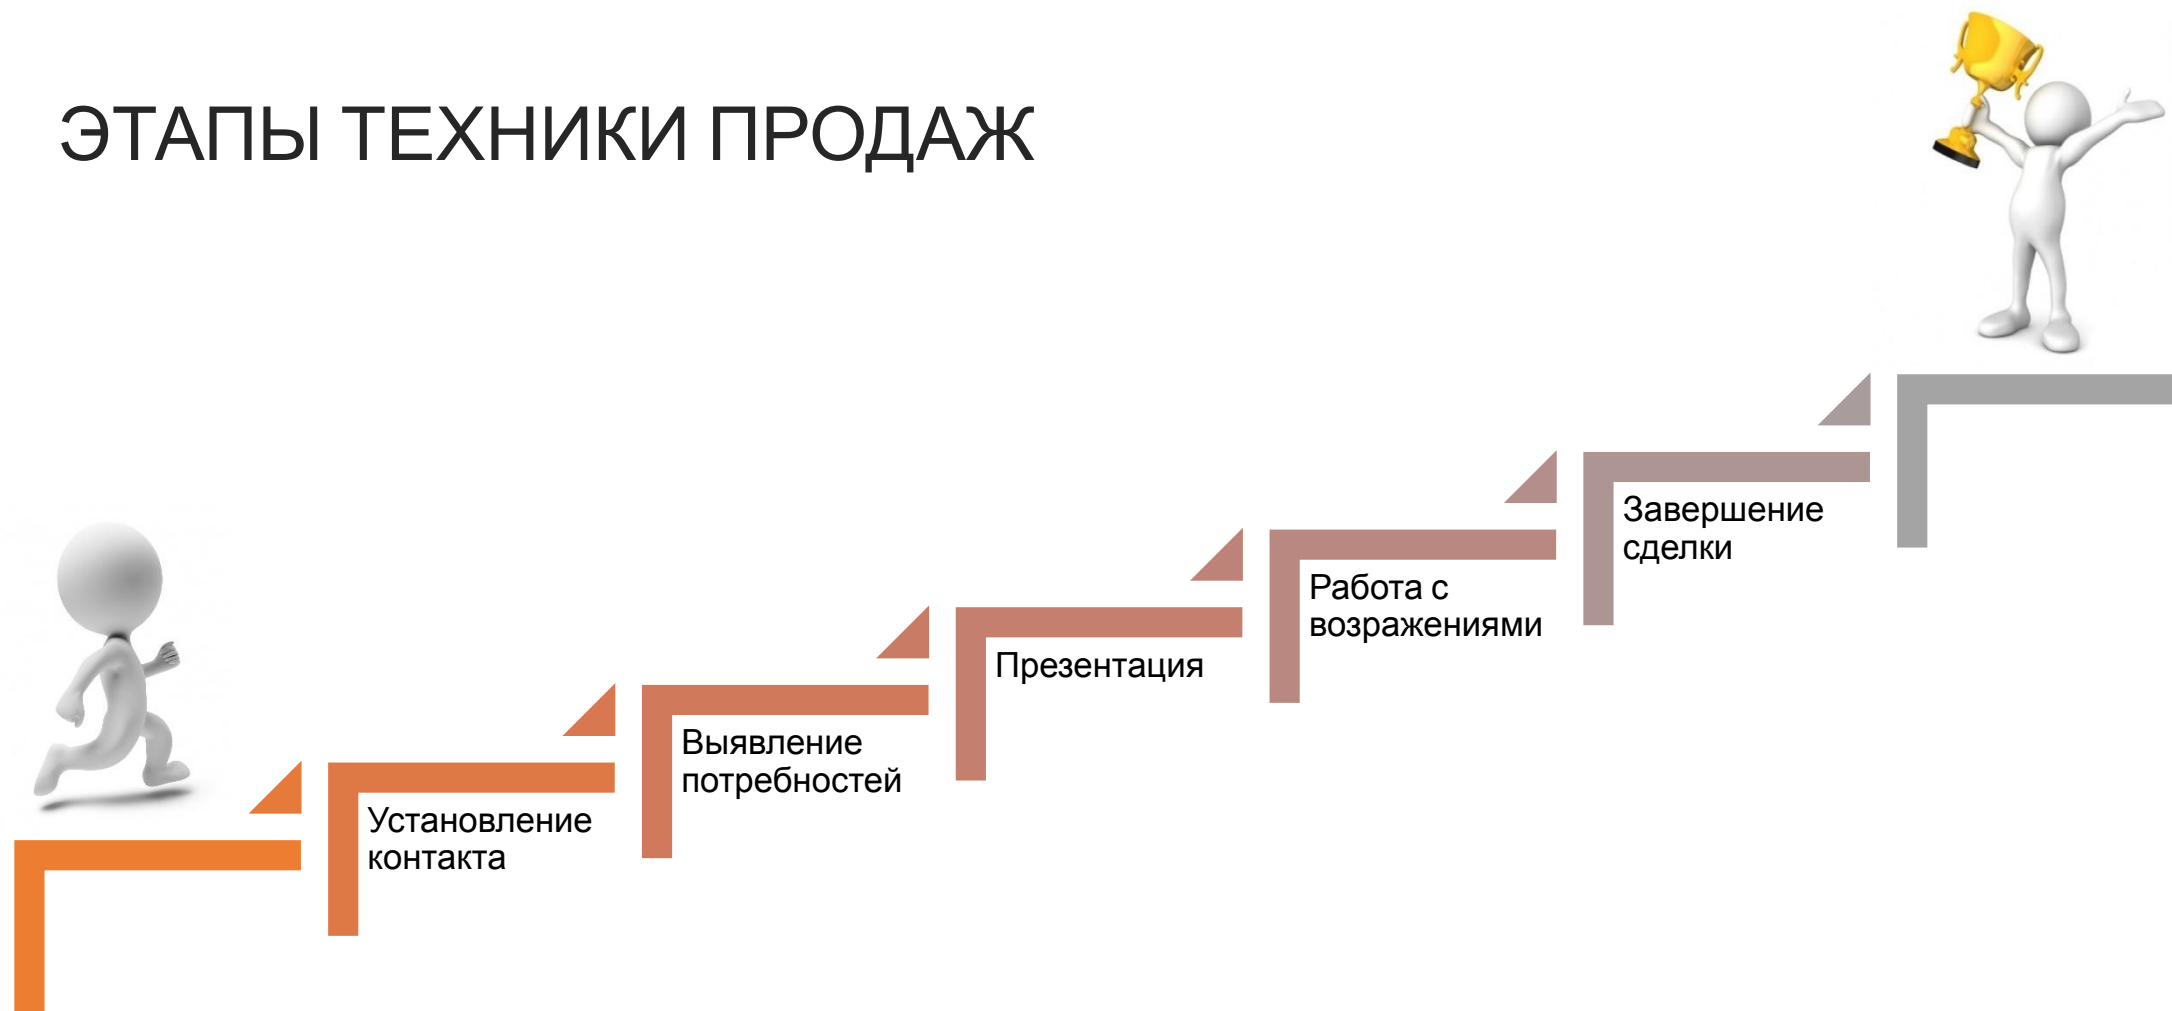 ЭТАПЫ ТЕХНИКИ ПРОДАЖ
Установление
контакта
Выявление
потребностей
Презентация
Работа с
возражениями
Завершение
сделки